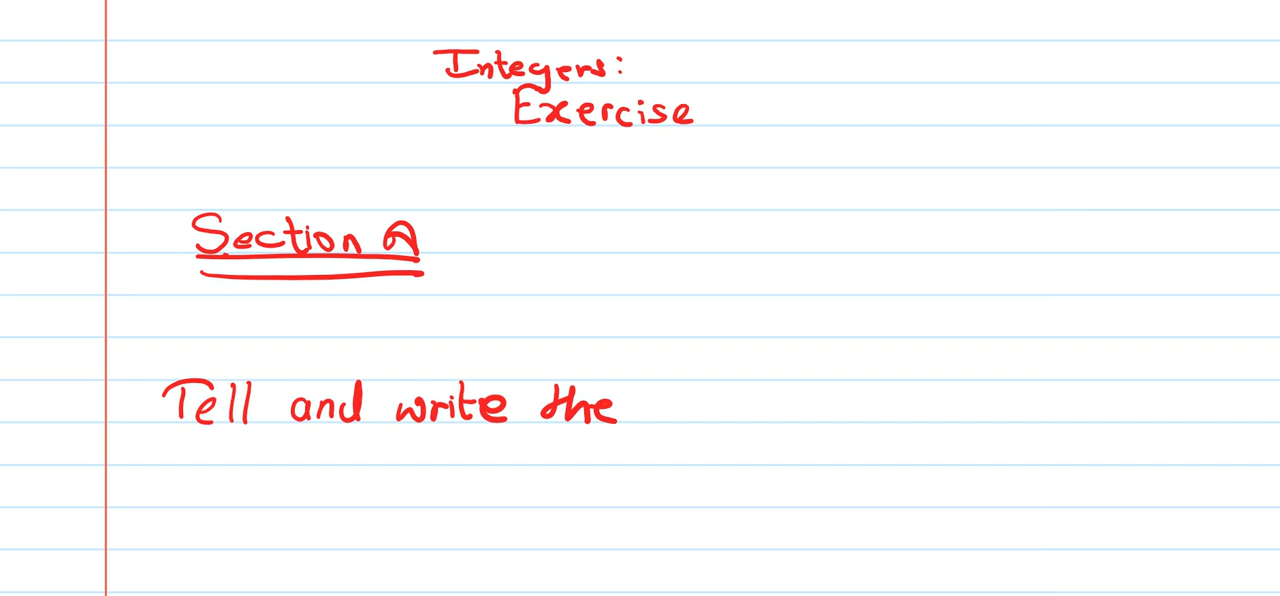 Integers:
Exercise
Section A
Tell and write the